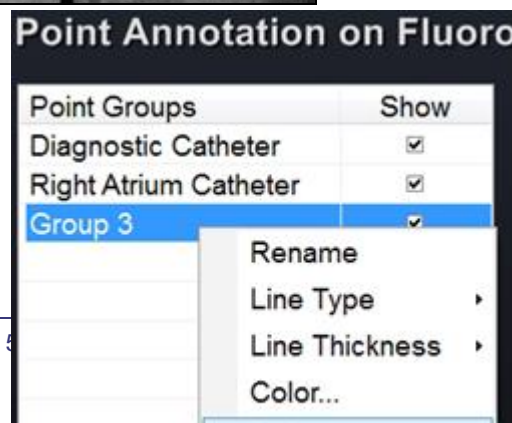 Point Annotation on Fluoro
Point Groups Show
Diagnostic Catheter
Right Atrium Catheter
Group 3
Rename
Line Type
Line Thickness
Color...
5